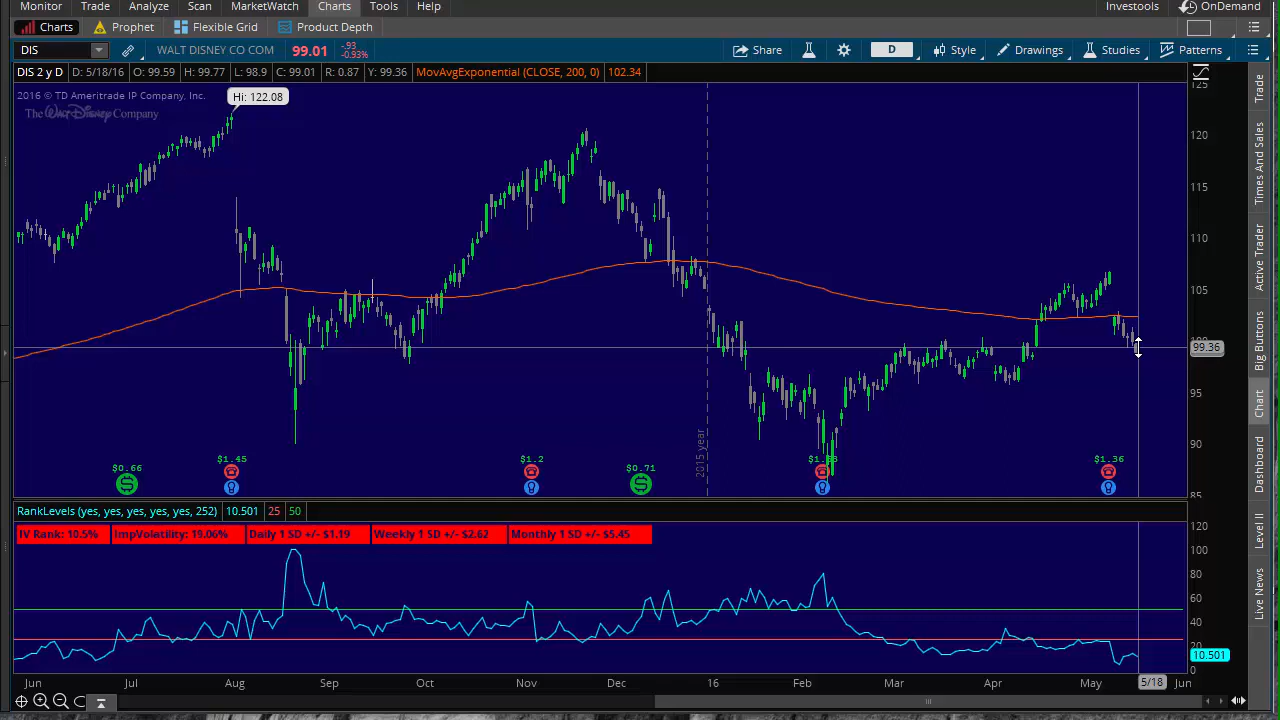 Monitor Trade Analyze Scan MarketWatch Charts Tools Help Investools OnDemand
Charts Prophet Flexible Grid Product Depth
DIS WALT DISNEY CO COM 99.01 -.93 -0.93% Share D Style Drawings Studies Patterns
DIS 2 y D D: 5/18/16 O: 99.59 H: 99.77 L: 98.9 C: 99.01 R: 0.87 Y: 99.36 MovAvgExponential (CLOSE, 200, 0) 102.34
2016 © TD Ameritrade IP Company, Inc.
Hi: 122.08
The Walt Disney Company
125
120
115
110
105
99.36
95
90
85
2015 year
$0.66 $1.45 $1.2 $0.71 $1.36
RankLevels (yes, yes, yes, yes, yes, 252) 10.501 25 50
IV Rank: 10.5% ImpVolatility: 19.06% Daily 1 SD +/- $1.19 Weekly 1 SD +/- $2.62 Monthly 1 SD +/- $5.45
120
100
80
60
40
20
10.501
0
Jun Jul Aug Sep Oct Nov Dec 16 Feb Mar Apr May 5/18 Jun
Trade
Times And Sales
Active Trader
Big Buttons
Chart
Dashboard
Level II
Live News